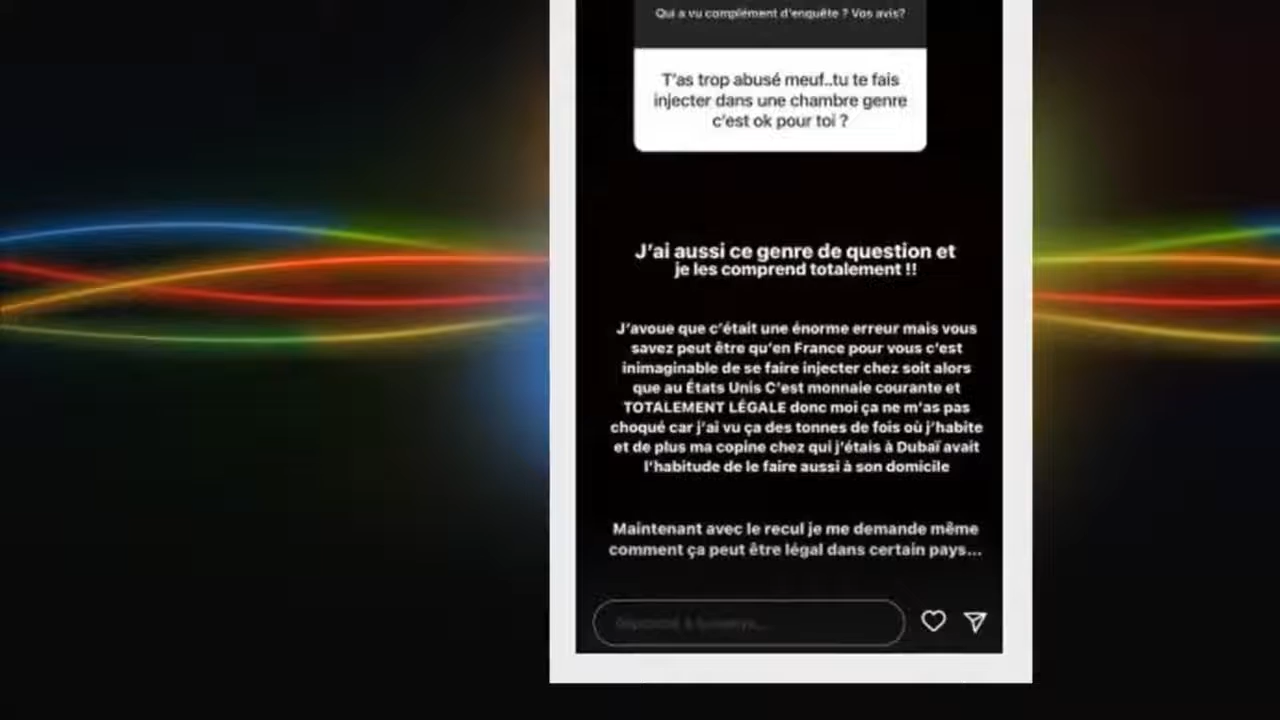 Qui a vu complément d'enquête ? Vos avis?
T'as trop abusé meuf..tu te fais
injecter dans une chambre genre
c'est ok pour toi ?
J'ai aussi ce genre de question et
je les comprend totalement !!
J'avoue que c'était une énorme erreur mais vous
savez peut être qu'en France pour vous c'est
inimaginable de se faire injecter chez soit alors
que au États Unis C'est monnaie courante et
TOTALEMENT LÉGALE donc moi ça ne m'as pas
choqué car j'ai vu ça des tonnes de fois où j'habite
et de plus ma copine chez qui j'étais à Dubaï avait
l'habitude de le faire aussi à son domicile
Maintenant avec le recul je me demande même
comment ça peut être légal dans certain pays...